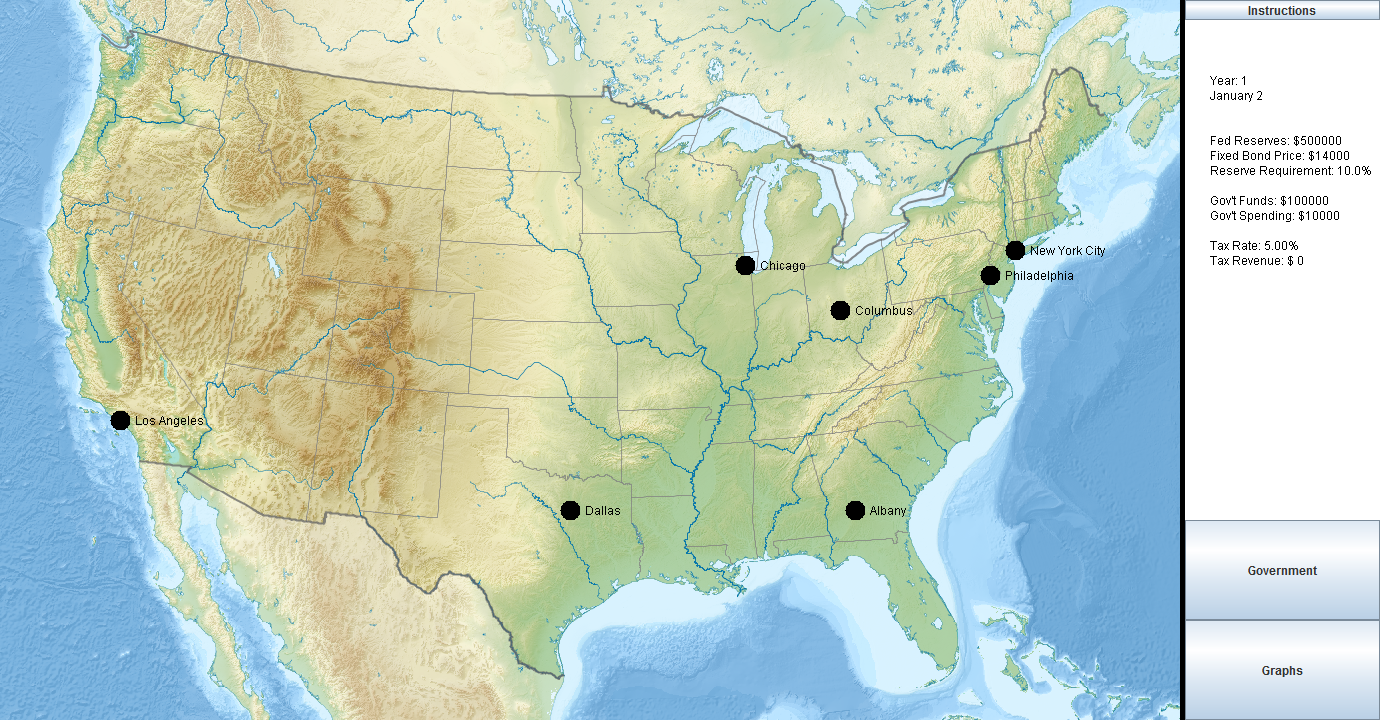 Instructions
Year: 1
January 2
Fed Reserves: $500000
Fixed Bond Price: $14000
Reserve Requirement: 10.0%
Gov't Funds: $100000
Gov't Spending: $10000
Tax Rate: 5.00%
Tax Revenue: $ 0
New York City
Chicago
Philadelphia
Columbus
Los Angeles
Dallas
Albany
Government
Graphs